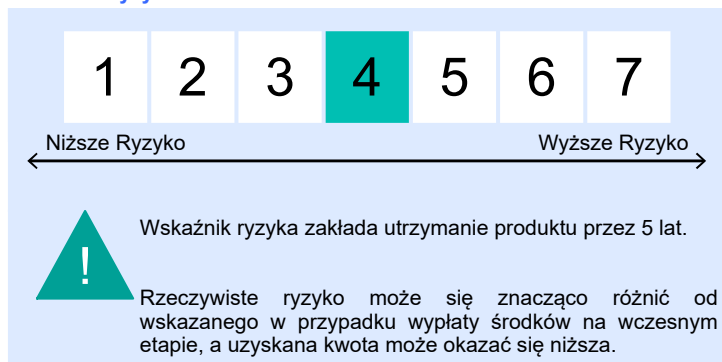 1 2 3 4 5 6 7
Niższe Ryzyko Wyższe Ryzyko
Wskaźnik ryzyka zakłada utrzymanie produktu przez 5 lat.
!
Rzeczywiste ryzyko może się znacząco różnić od
wskazanego w przypadku wypłaty środków na wczesnym
etapie, a uzyskana kwota może okazać się niższa.